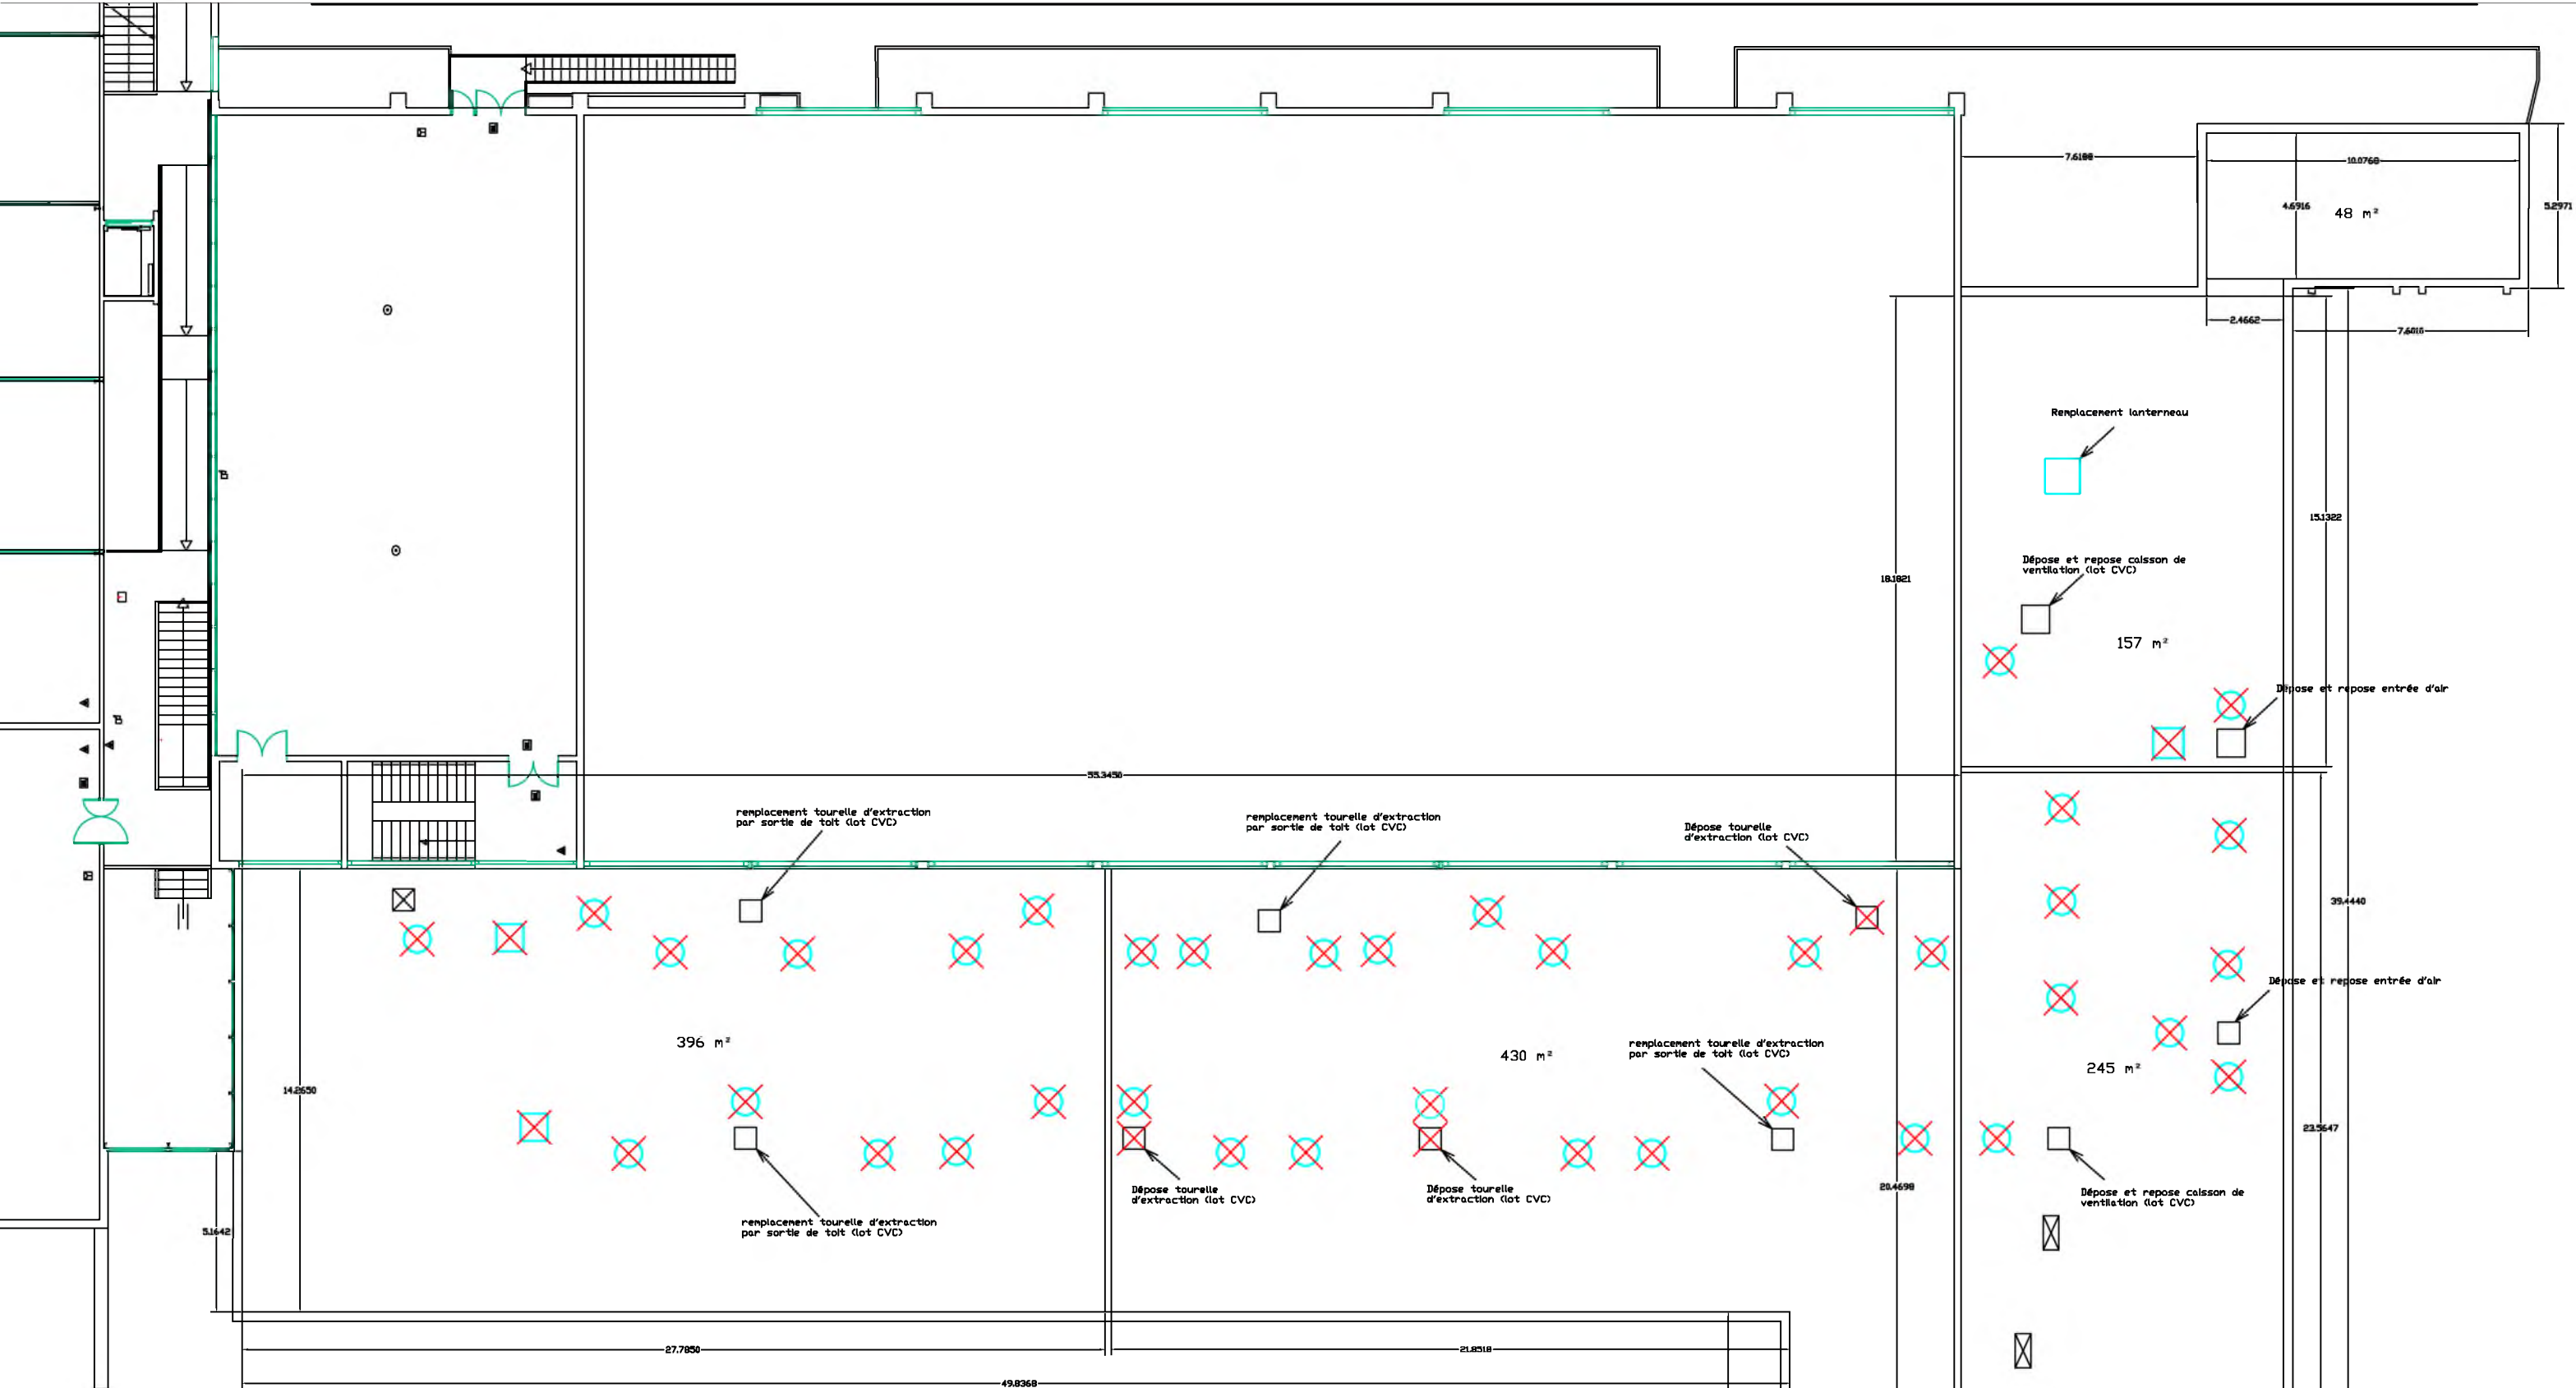 7.6188
10.0768
4.6916
48 m²
5.2971
2.4662
7.6018
Remplacement lanterneau
15.1322
Dépose et repose caisson de
ventilation (lot CVC)
18.1821
157 m²
Dépose et repose entrée d'air
55.3458
remplacement tourelle d'extraction
par sortie de toit (lot CVC)
remplacement tourelle d'extraction
par sortie de toit (lot CVC)
Dépose tourelle
d'extraction (lot CVC)
39.4440
Dépose et repose entrée d'air
396 m²
430 m²
remplacement tourelle d'extraction
par sortie de toit (lot CVC)
245 m²
14.2650
23.5647
Dépose tourelle
d'extraction (lot CVC)
Dépose tourelle
d'extraction (lot CVC)
20.4698
Dépose et repose caisson de
ventilation (lot CVC)
remplacement tourelle d'extraction
par sortie de toit (lot CVC)
5.1642
27.7850
21.8518
49.8368